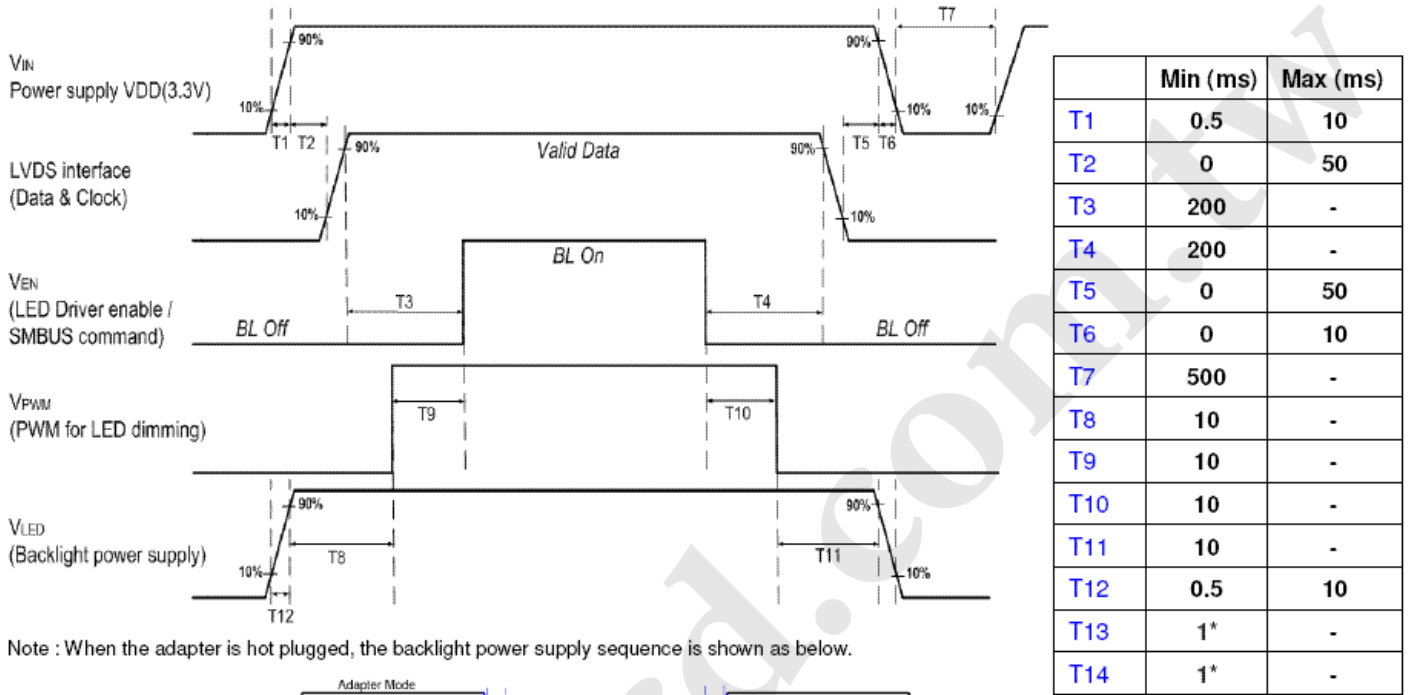 VIN
Power supply VDD(3.3V)
10%
90%
T1 T2
90%
T5 T6
10%
T7
10%
LVDS interface
(Data & Clock)
10%
90%
Valid Data
90%
10%
VEN
(LED Driver enable /
SMBUS command)
BL Off
T3
BL On
T4
BL Off
VPWM
(PWM for LED dimming)
T9
T10
VLED
(Backlight power supply)
10%
90%
T12
T8
T11
90%
10%
Note : When the adapter is hot plugged, the backlight power supply sequence is shown as below.
Adapter Mode
Min (ms) Max (ms)
T1 0.5 10
T2 0 50
T3 200 -
T4 200 -
T5 0 50
T6 0 10
T7 500 -
T8 10 -
T9 10 -
T10 10 -
T11 10 -
T12 0.5 10
T13 1* -
T14 1* -
d.com.tw